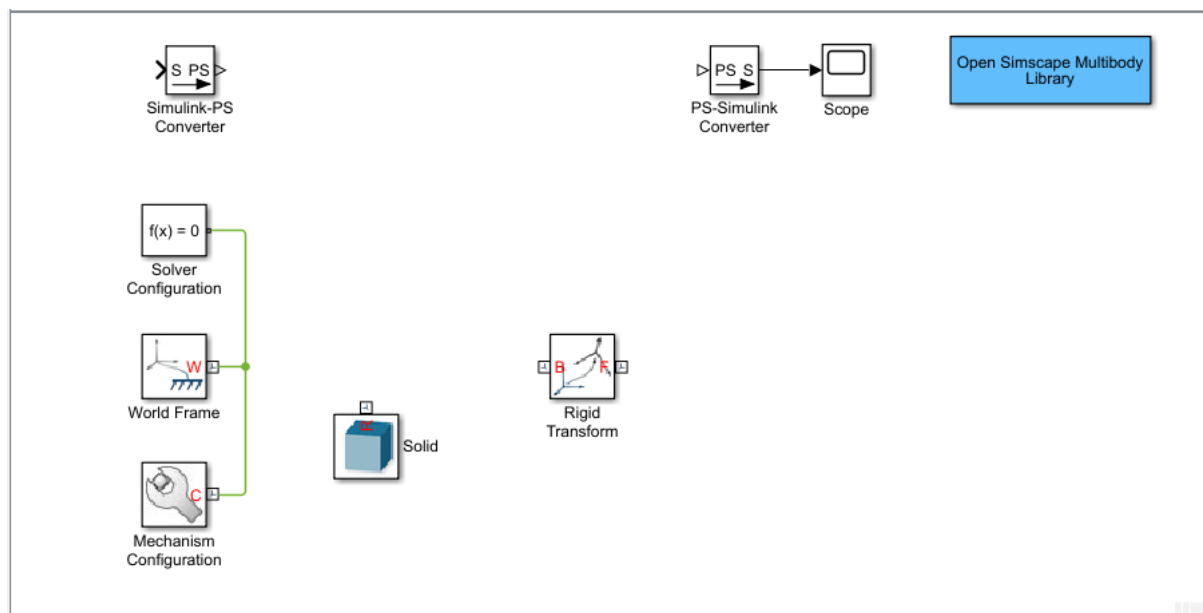 S PS
Simulink-PS
Converter
PS S
PS-Simulink
Converter
Scope
Open Simscape Multibody
Library
f(x) = 0
Solver
Configuration
W
World Frame
R
Solid
B
F
Rigid
Transform
C
Mechanism
Configuration